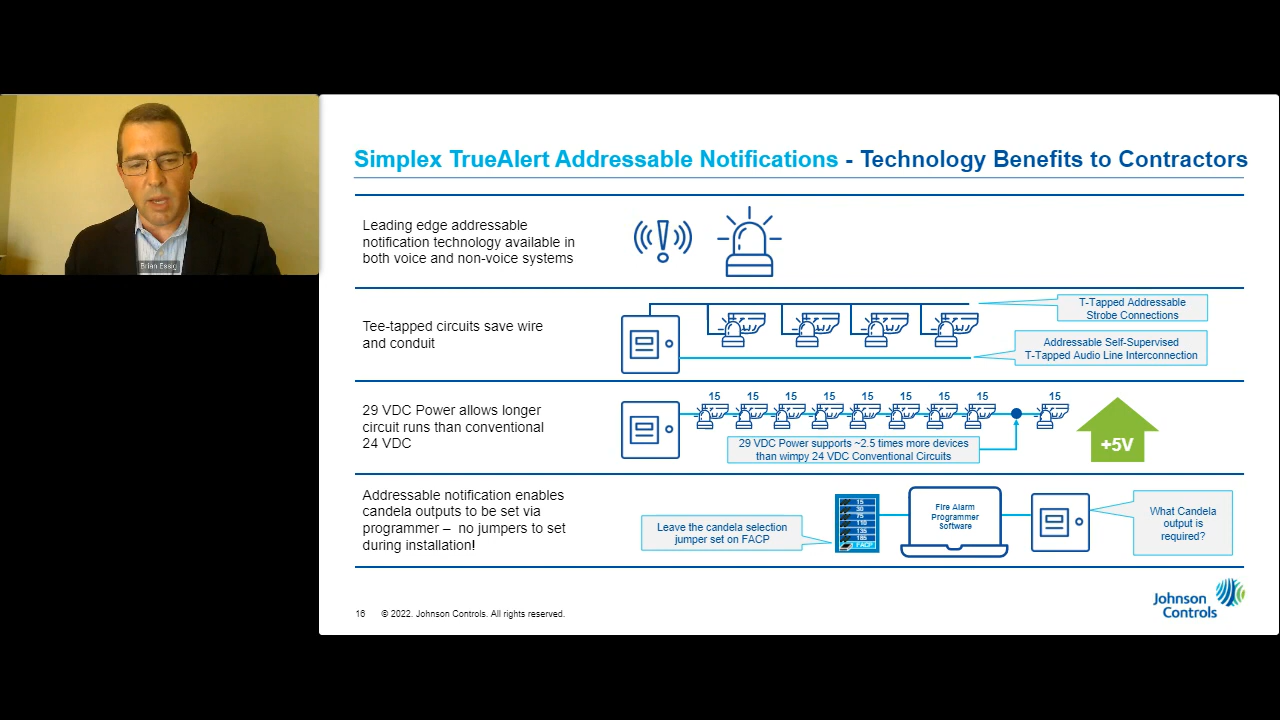 Brian Essig
Simplex TrueAlert Addressable Notifications - Technology Benefits to Contractors
Leading edge addressable
notification technology available in
both voice and non-voice systems
Tee-tapped circuits save wire
and conduit
T-Tapped Addressable
Strobe Connections
Addressable Self-Supervised
T-Tapped Audio Line Interconnection
29 VDC Power allows longer
circuit runs than conventional
24 VDC
15 15 15 15 15 15 15 15 15
29 VDC Power supports ~2.5 times more devices
than wimpy 24 VDC Conventional Circuits
+5V
Addressable notification enables
candela outputs to be set via
programmer – no jumpers to set
during installation!
Leave the candela selection
jumper set on FACP
15
30
75
110
135
185
FACP
Fire Alarm
Programmer
Software
What Candela
output is
required?
16 © 2022. Johnson Controls. All rights reserved.
Johnson
Controls